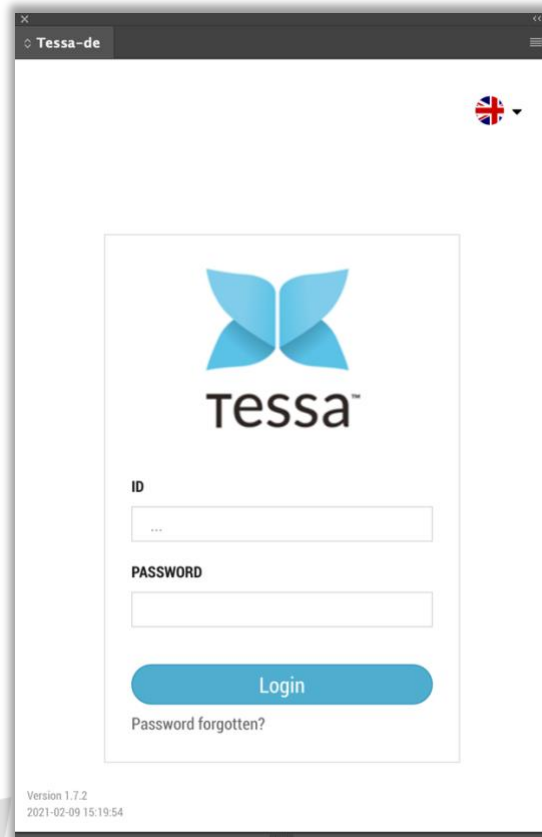 Tessa-de
Tessa™
ID
...
PASSWORD
Login
Password forgotten?
Version 1.7.2
2021-02-09 15:19:54